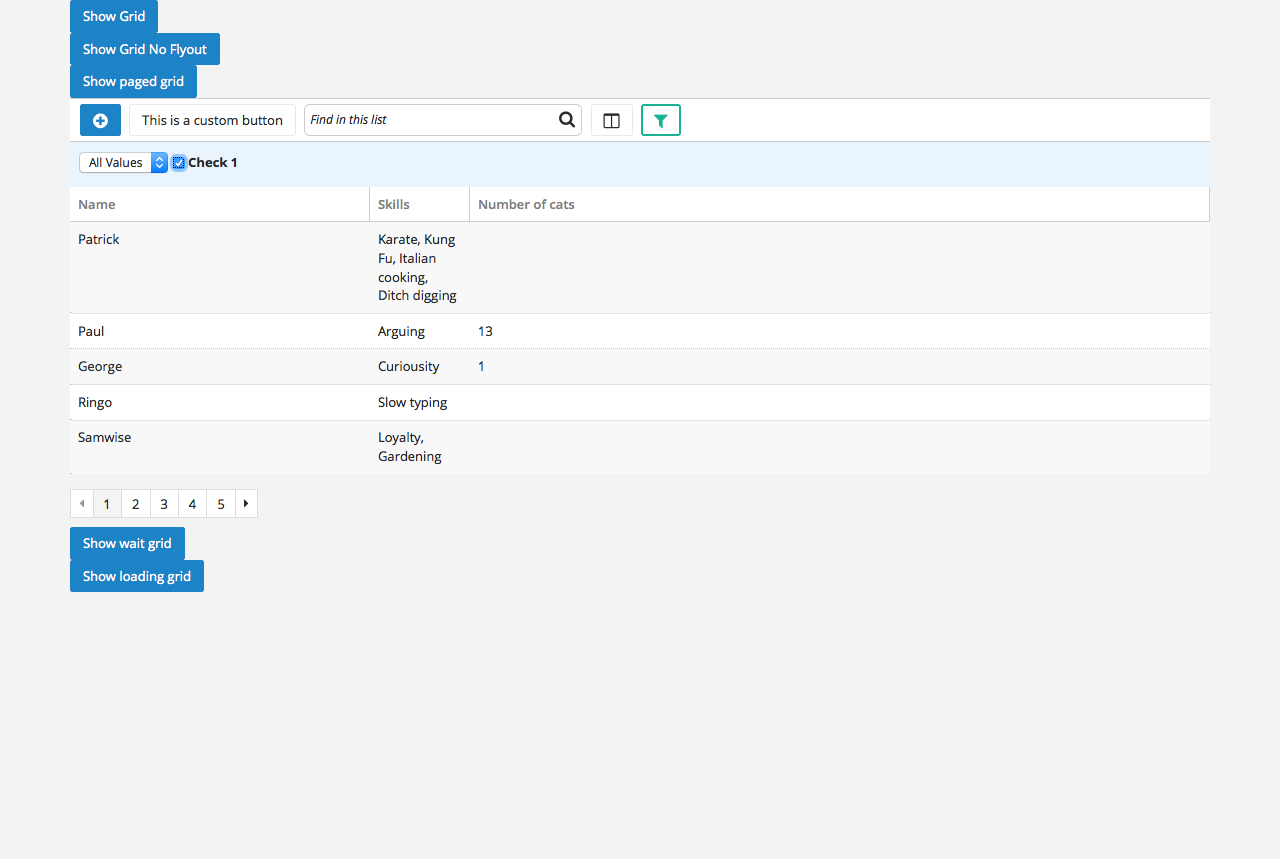 Show Grid
Show Grid No Flyout
Show paged grid
This is a custom button
Find in this list
All Values
Check 1
Name Skills Number of cats
Patrick Karate, Kung
Fu, Italian
cooking,
Ditch digging
Paul Arguing 13
George Curiousity 1
Ringo Slow typing
Samwise Loyalty,
Gardening
1 2 3 4 5
Show wait grid
Show loading grid